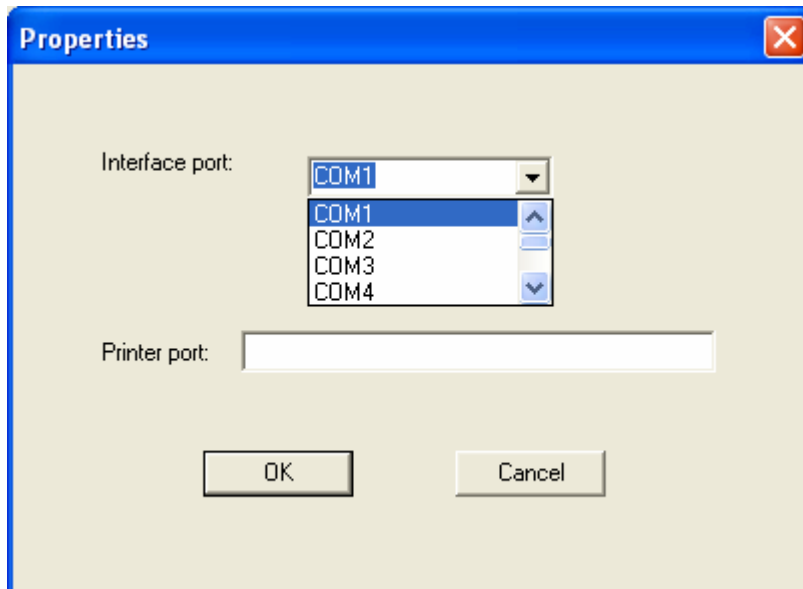 Properties
Interface port:
COM1
COM1
COM2
COM3
COM4
Printer port:
OK
Cancel